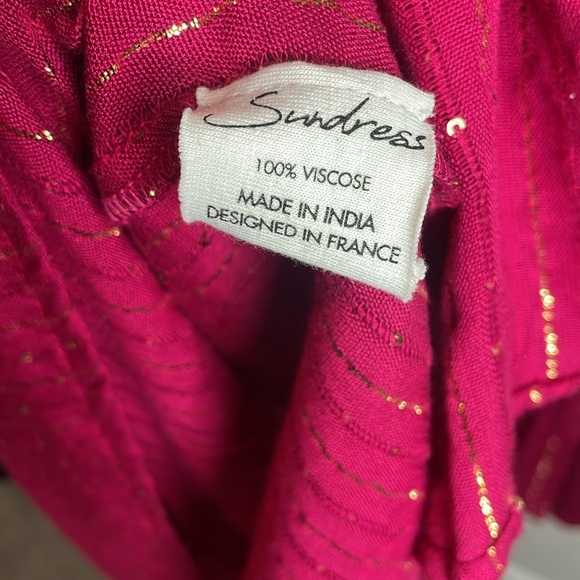 Sundress
100% VISCOSE
MADE IN INDIA
DESIGNED IN FRANCE